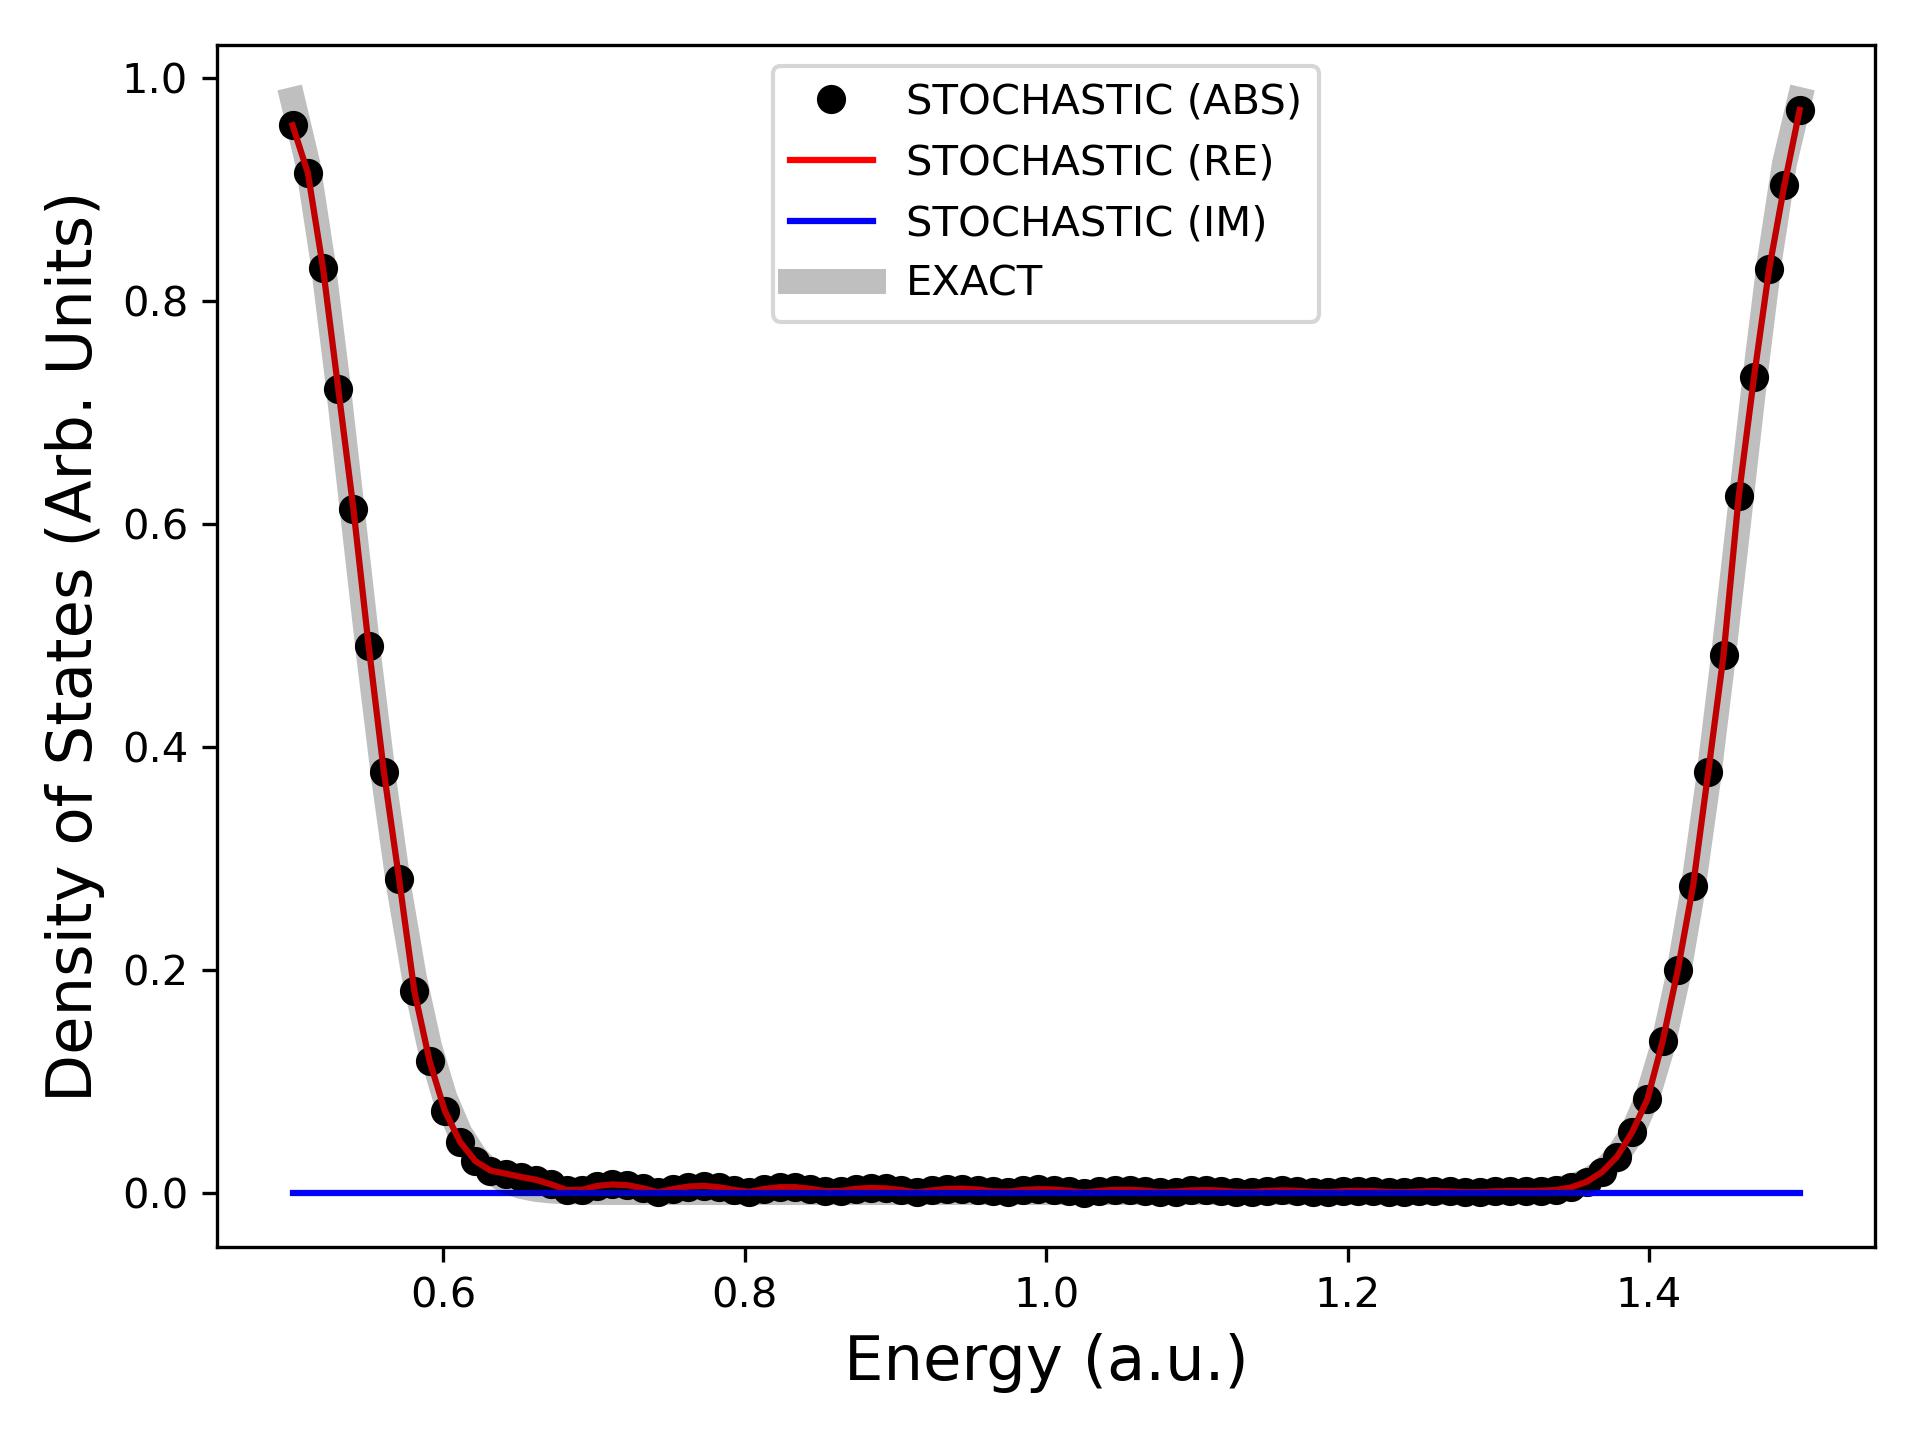 Density of States (Arb. Units)
1.0
0.8
0.6
0.4
0.2
0.0
STOCHASTIC (ABS)
STOCHASTIC (RE)
STOCHASTIC (IM)
EXACT
0.6 0.8 1.0 1.2 1.4
Energy (a.u.)